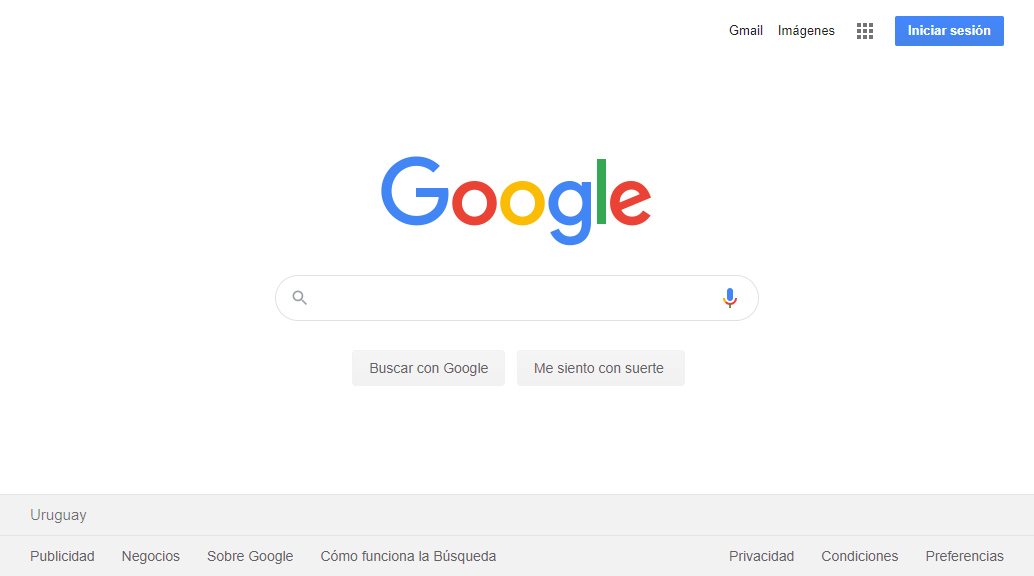 Gmail Imágenes Iniciar sesión
Google
Buscar con Google Me siento con suerte
Uruguay
Publicidad Negocios Sobre Google Cómo funciona la Búsqueda Privacidad Condiciones Preferencias